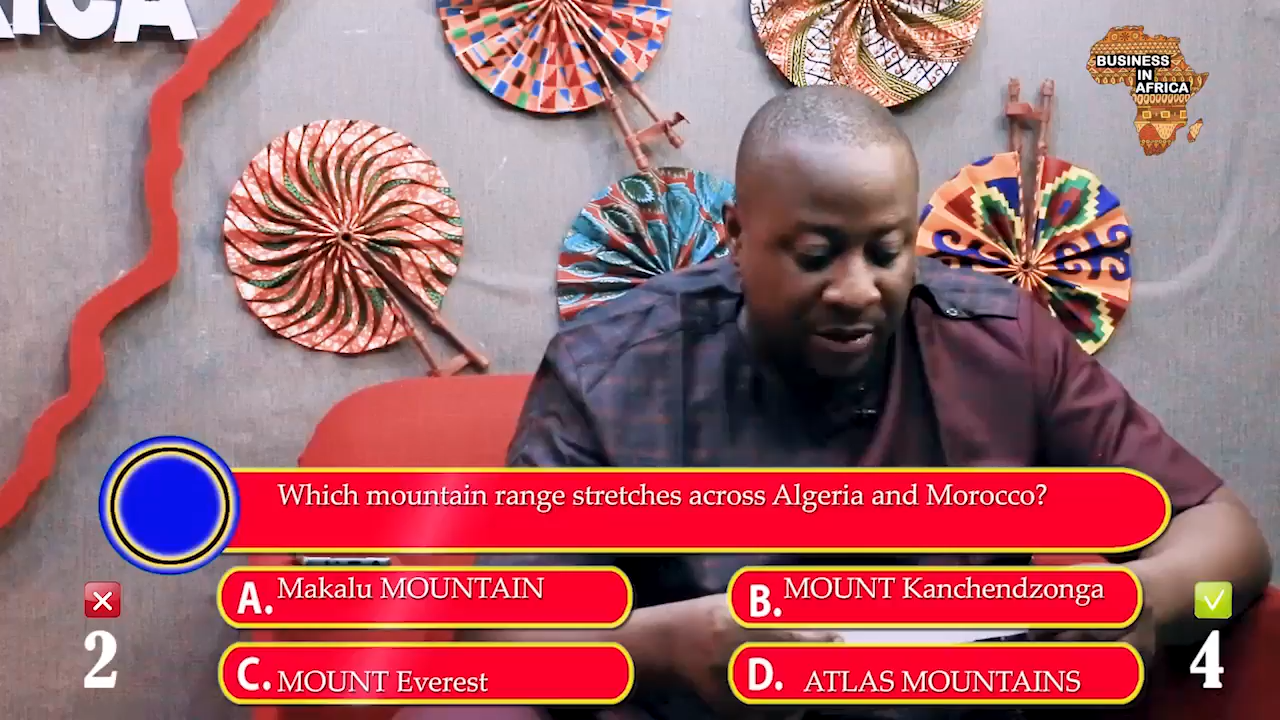 BUSINESS
IN
AFRICA
Which mountain range stretches across Algeria and Morocco?
A. Makalu MOUNTAIN
B. MOUNT Kanchendzonga
C. MOUNT Everest
D. ATLAS MOUNTAINS
2
4